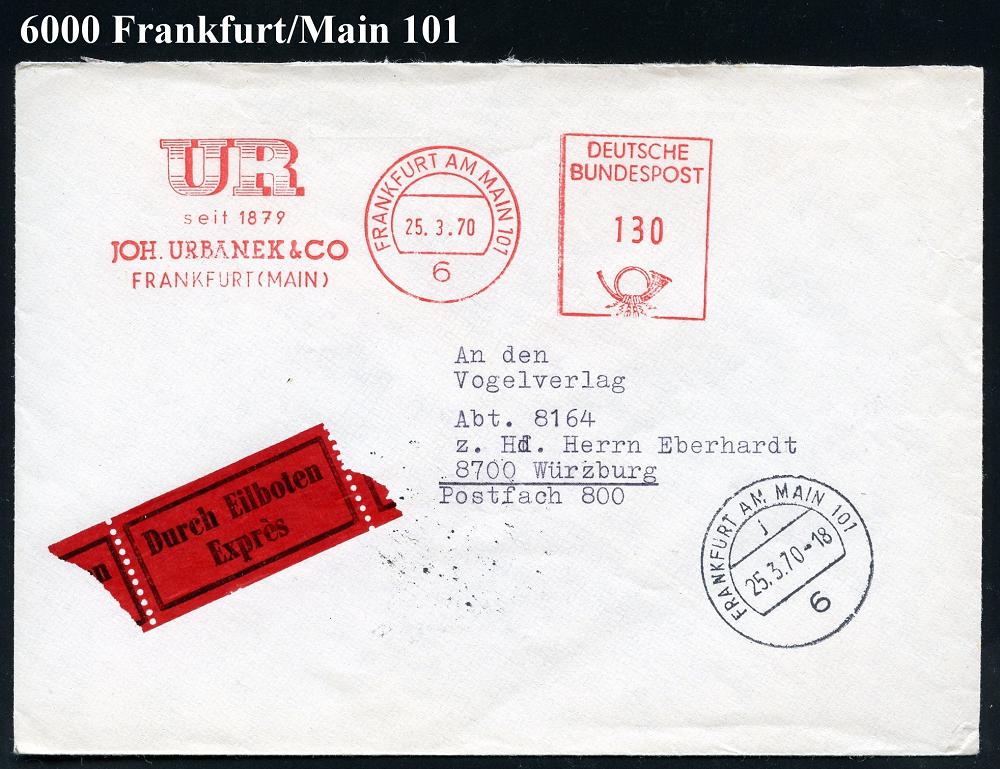 6000 Frankfurt/Main 101
UR
seit 1879
JOH. URBANEK & CO
FRANKFURT (MAIN)
FRANKFURT AM MAIN 101
25. 3. 70
6
DEUTSCHE
BUNDESPOST
130
An den
Vogelverlag
Abt. 8164
z. Hd. Herrn Eberhardt
8700 Würzburg
Postfach 800
n
Durch Eilboten
Exprès
FRANKFURT AM MAIN 101
j
25.3.70-18
6